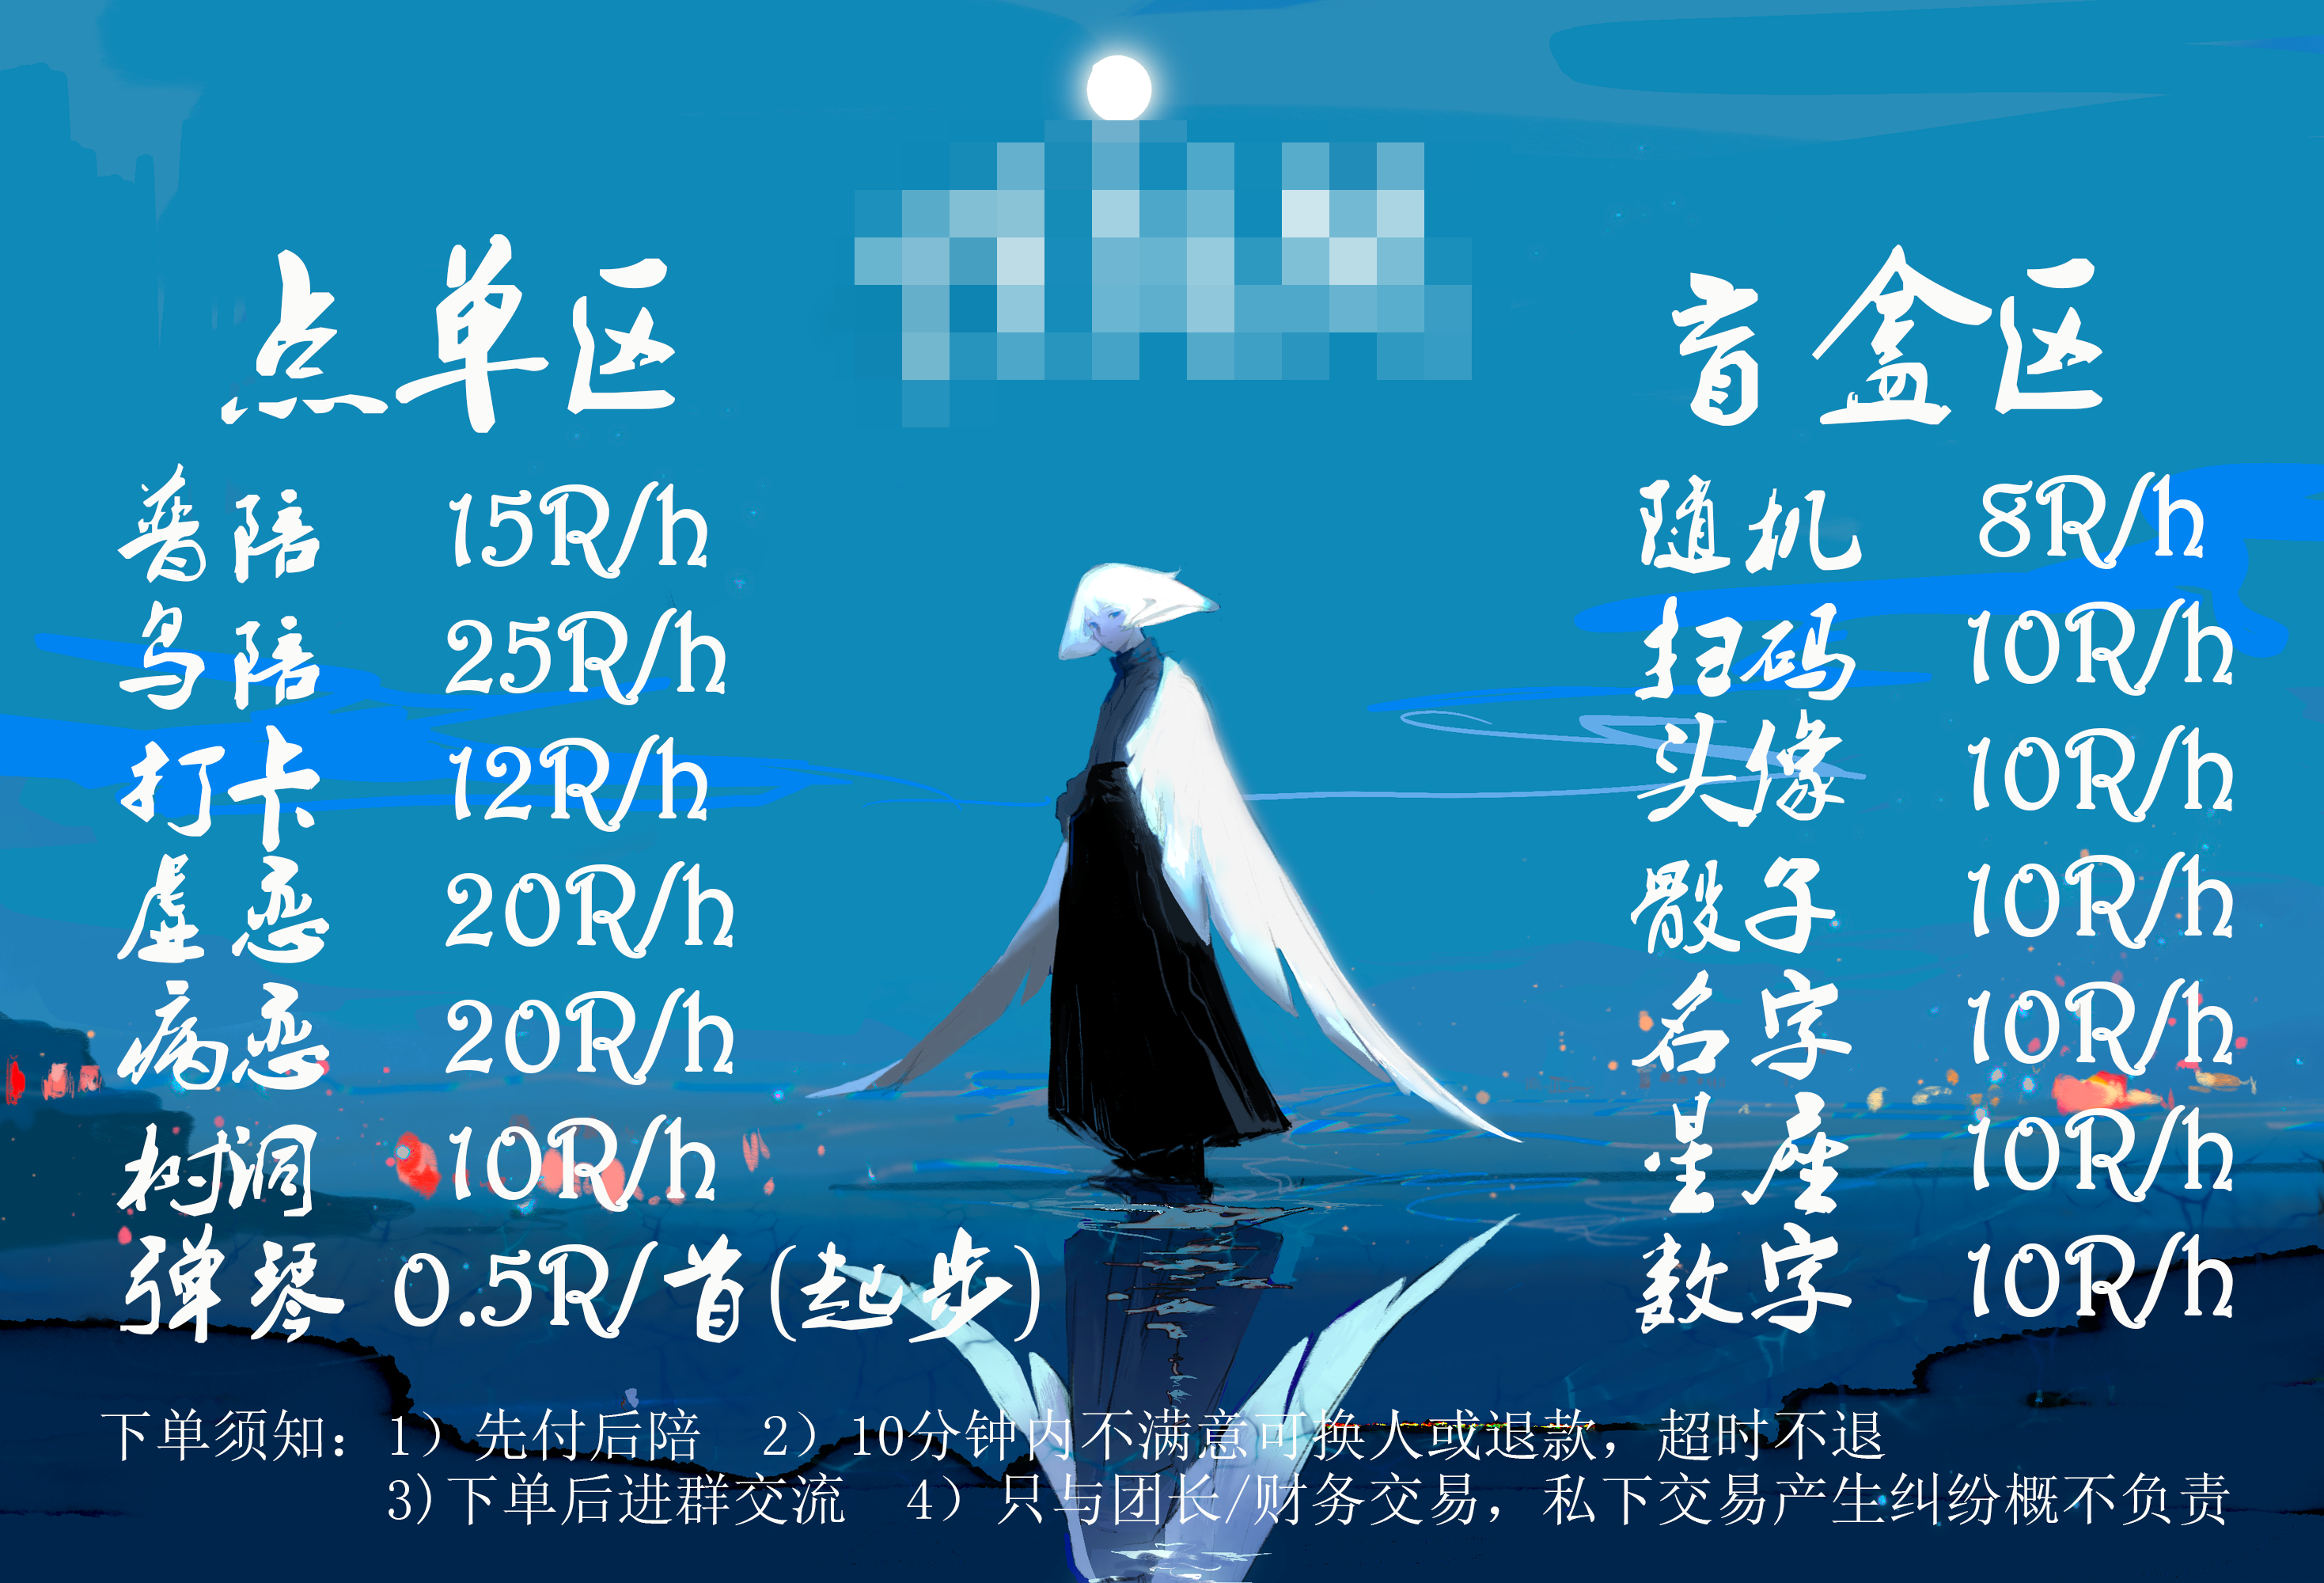 点单区
普陪 15R/h
鸟陪 25R/h
打卡 12R/h
虚恋 20R/h
病恋 20R/h
树洞 10R/h
弹琴 0.5R/首(起步)
盲盒区
随机 8R/h
扫码 10R/h
头像 10R/h
骰子 10R/h
名字 10R/h
星座 10R/h
数字 10R/h
下单须知：1）先付后陪 2）10分钟内不满意可换人或退款，超时不退
3)下单后进群交流 4）只与团长/财务交易，私下交易产生纠纷概不负责